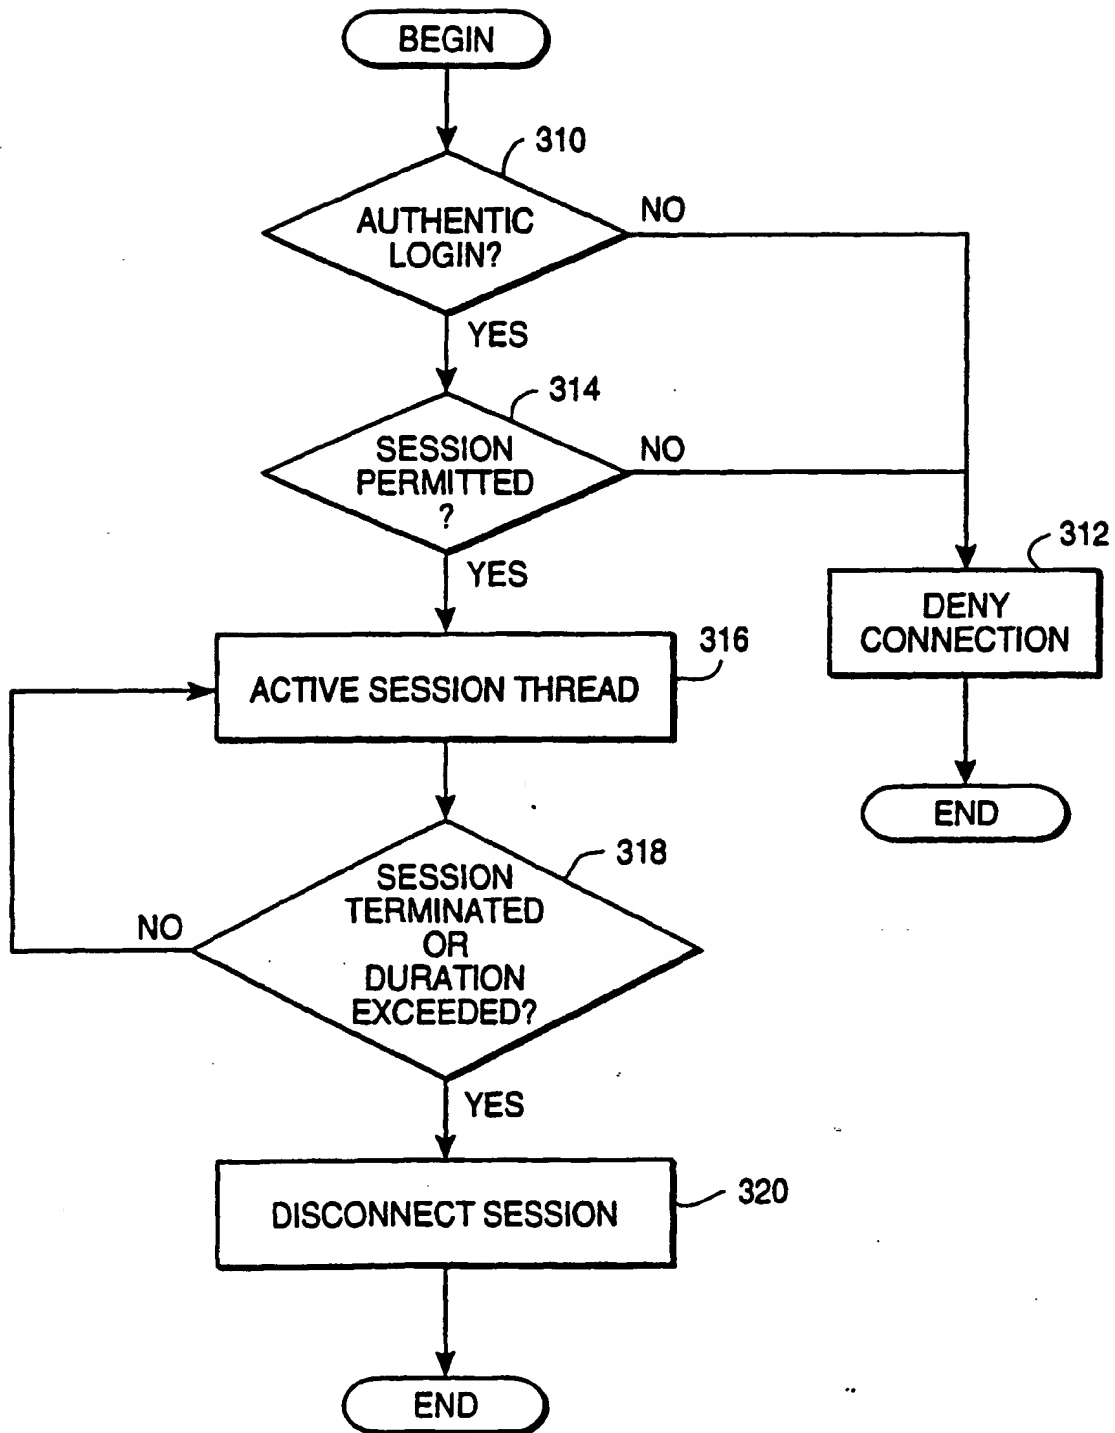 BEGIN
310
AUTHENTIC
LOGIN?
NO
YES
314
SESSION
PERMITTED
?
NO
YES
312
DENY
CONNECTION
316
ACTIVE SESSION THREAD
END
318
SESSION
TERMINATED
OR
DURATION
EXCEEDED?
NO
YES
320
DISCONNECT SESSION
END